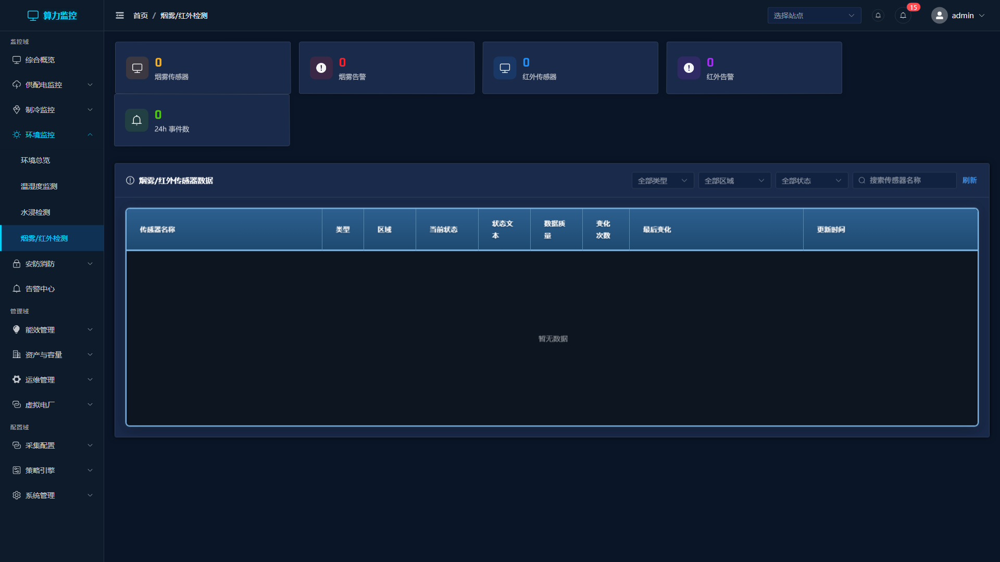 算力监控
首页 / 烟雾/红外检测
选择站点
15
admin
监控域
综合概览
供配电监控
制冷监控
环境监控
环境总览
温湿度监测
水浸检测
烟雾/红外检测
安防消防
告警中心
管理域
能效管理
资产与容量
运维管理
虚拟电厂
配置域
采集配置
策略引擎
系统管理
0
烟雾传感器
0
烟雾告警
0
红外传感器
0
红外告警
0
24h 事件数
烟雾/红外传感器数据
全部类型
全部区域
全部状态
搜索传感器名称
刷新
传感器名称
类型
区域
当前状态
状态文
本
数据质
量
变化
次数
最后变化
更新时间
暂无数据